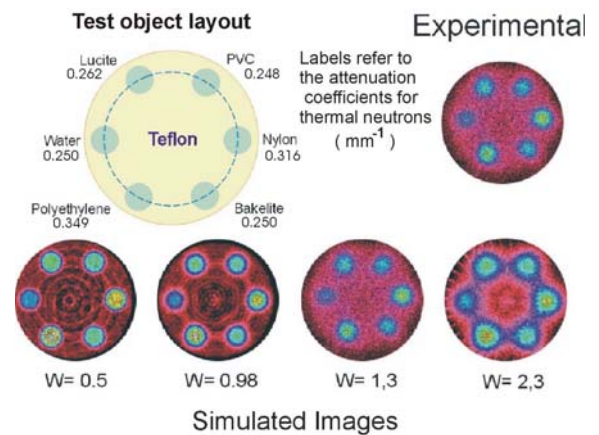 Test object layout
Experimental
Lucite
0.262
PVC
0.248
Labels refer to
the attenuation
coefficients for
thermal neutrons
( mm-1 )
Water
0.250
Teflon
Nylon
0.316
Polyethylene
0.349
Bakelite
0.250
W= 0.5
W= 0.98
W= 1,3
W= 2,3
Simulated Images